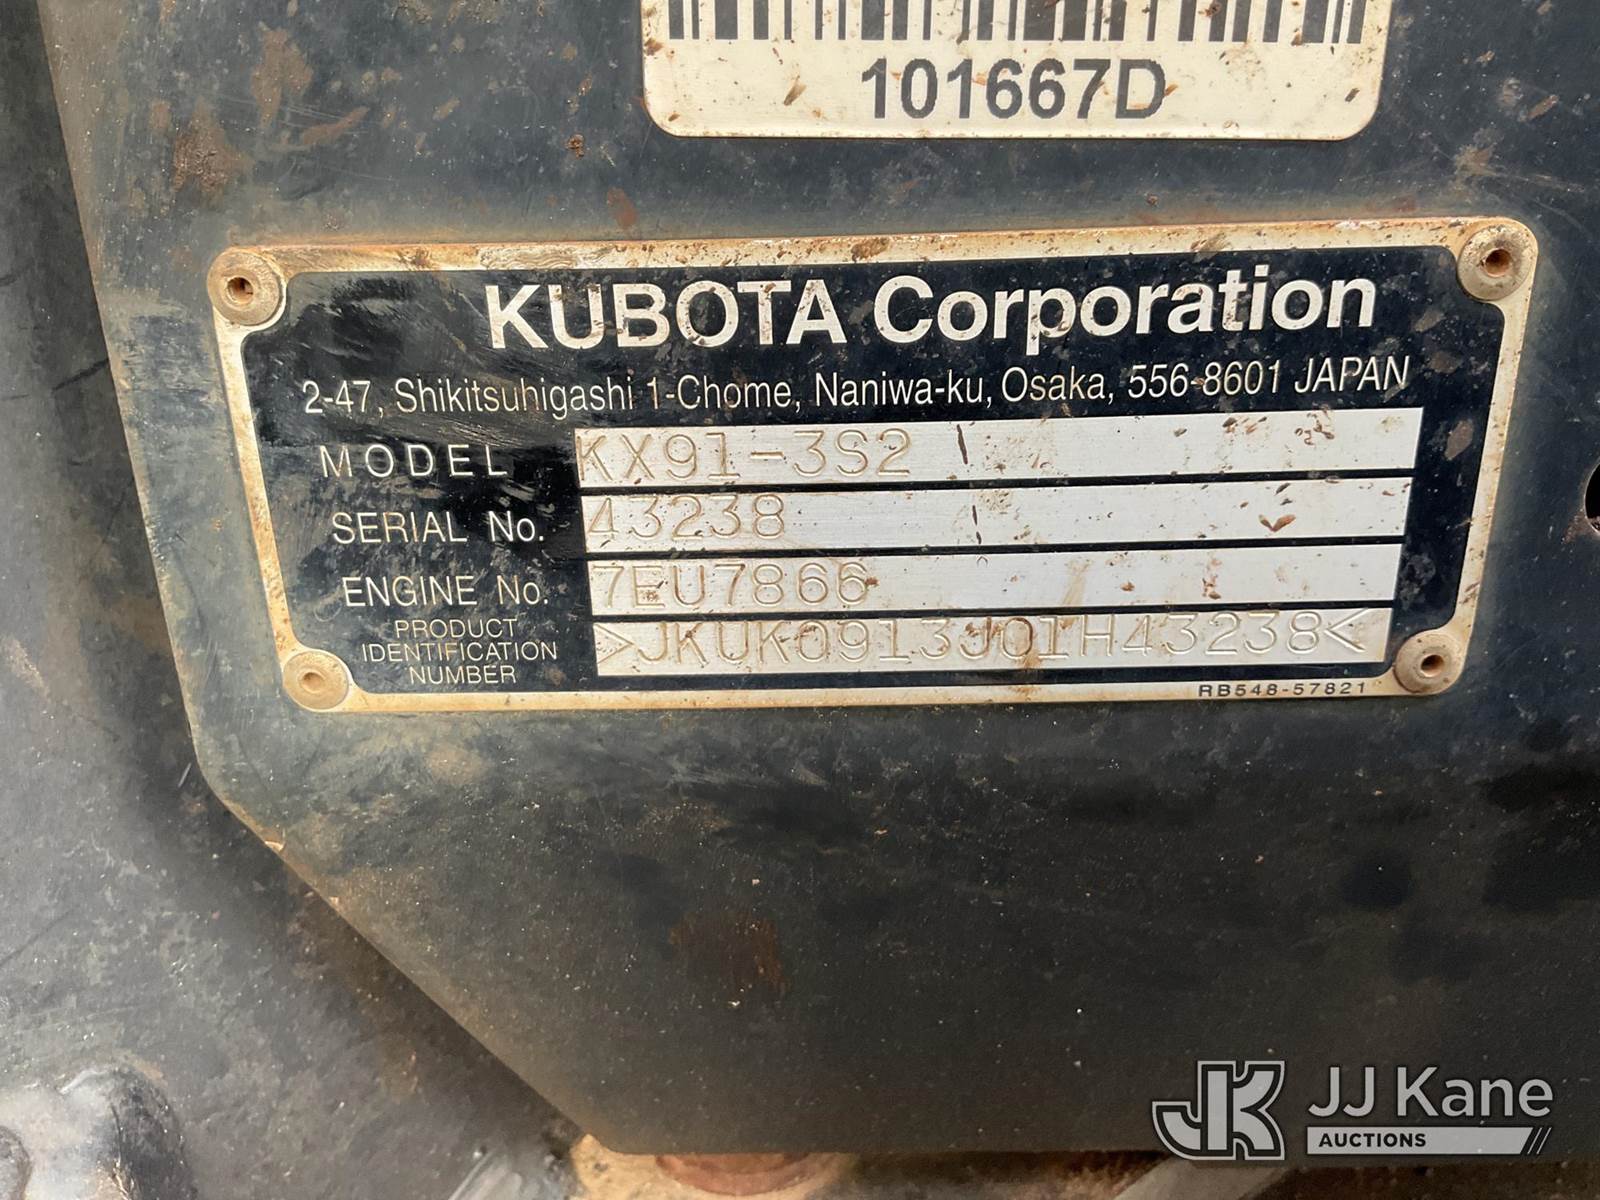 101667D
KUBOTA Corporation
2-47, Shikitsuhigashi 1-Chome, Naniwa-ku, Osaka, 556-8601 JAPAN
MODEL KX91-3S2
SERIAL No. 43238
ENGINE No. 7EU7866
PRODUCT
IDENTIFICATION
NUMBER >JKUK0913J01H43238<
RB548-57821
JK JJ Kane
AUCTIONS